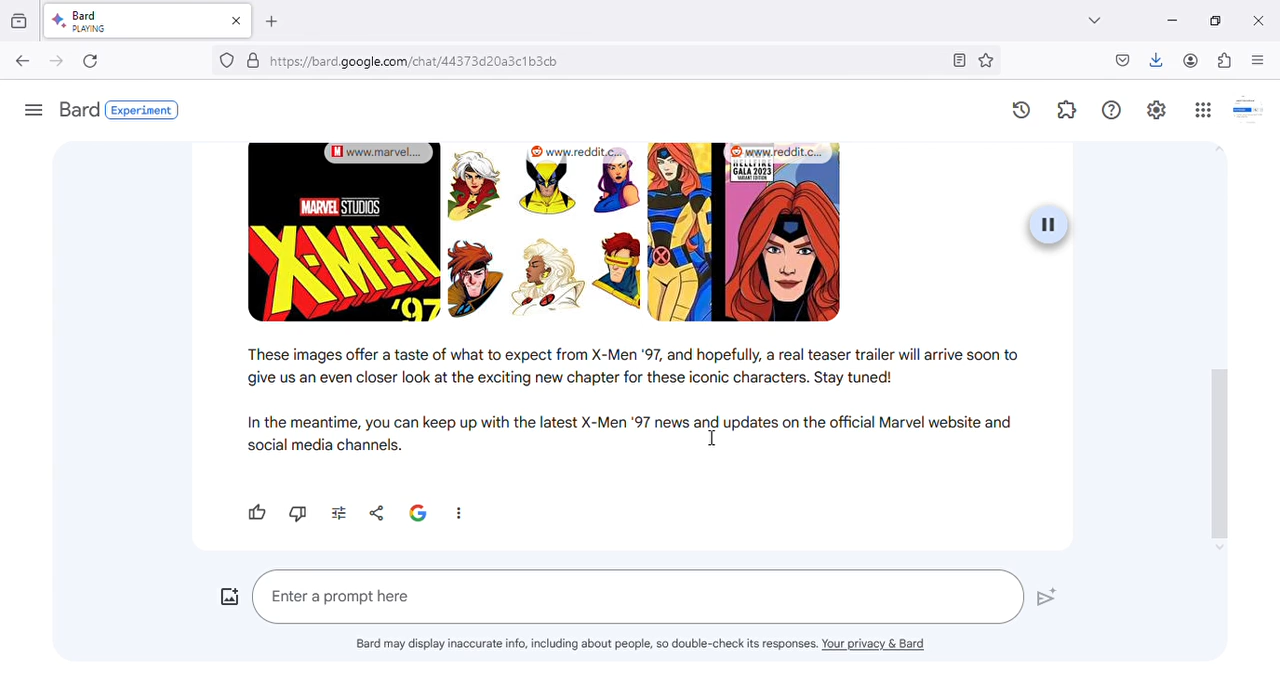 Bard
PLAYING
https://bard.google.com/chat/44373d20a3c1b3cb
Bard Experiment
www.marvel....
www.reddit.c...
www.reddit.c...
MARVEL STUDIOS
X-MEN
'97
HELLFIRE
GALA 2023
VARIANT EDITION
These images offer a taste of what to expect from X-Men '97, and hopefully, a real teaser trailer will arrive soon to
give us an even closer look at the exciting new chapter for these iconic characters. Stay tuned!
In the meantime, you can keep up with the latest X-Men '97 news and updates on the official Marvel website and
social media channels.
Enter a prompt here
Bard may display inaccurate info, including about people, so double-check its responses. Your privacy & Bard